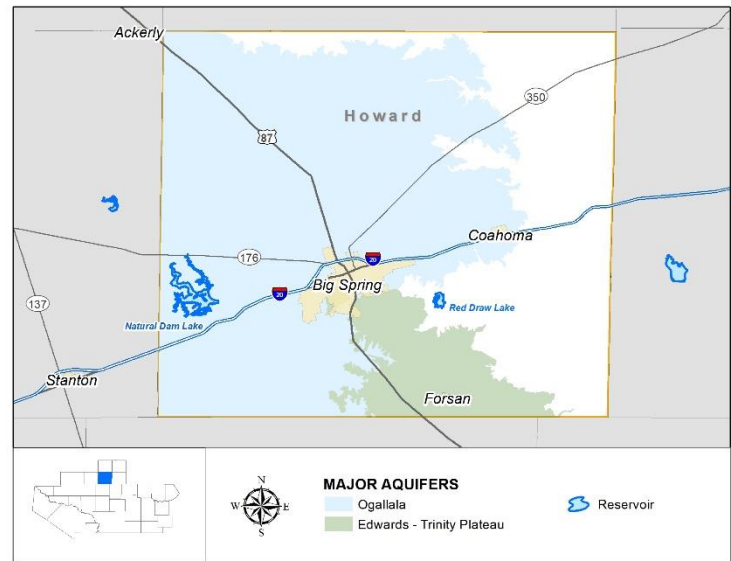 Ackerly
350
Howard
87
Coahoma
176
20
Big Spring
20
137
Natural Dam Lake
Red Draw Lake
Stanton
Forsan
N
W E
S
MAJOR AQUIFERS
Ogallala
Edwards - Trinity Plateau
Reservoir